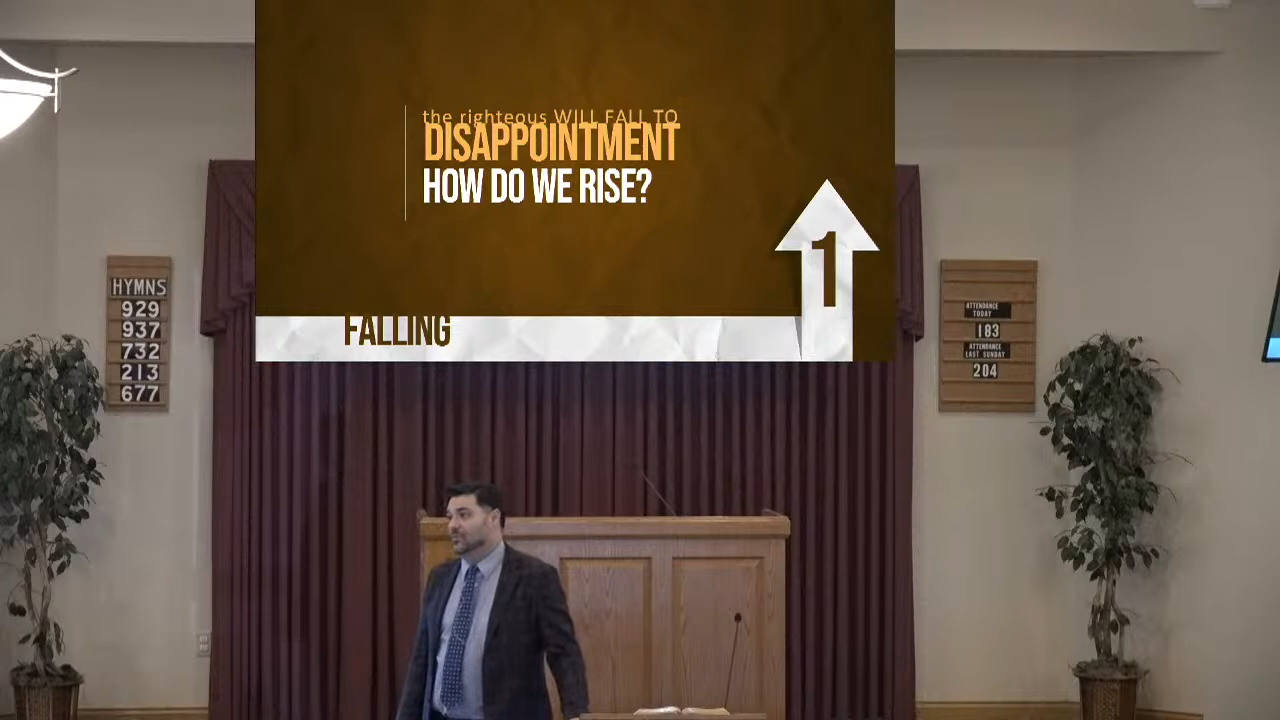 the righteous WILL FALL TO
DISAPPOINTMENT
HOW DO WE RISE?
1
FALLING
HYMNS
929
937
732
213
677
ATTENDANCE
TODAY
183
ATTENDANCE
LAST SUNDAY
204